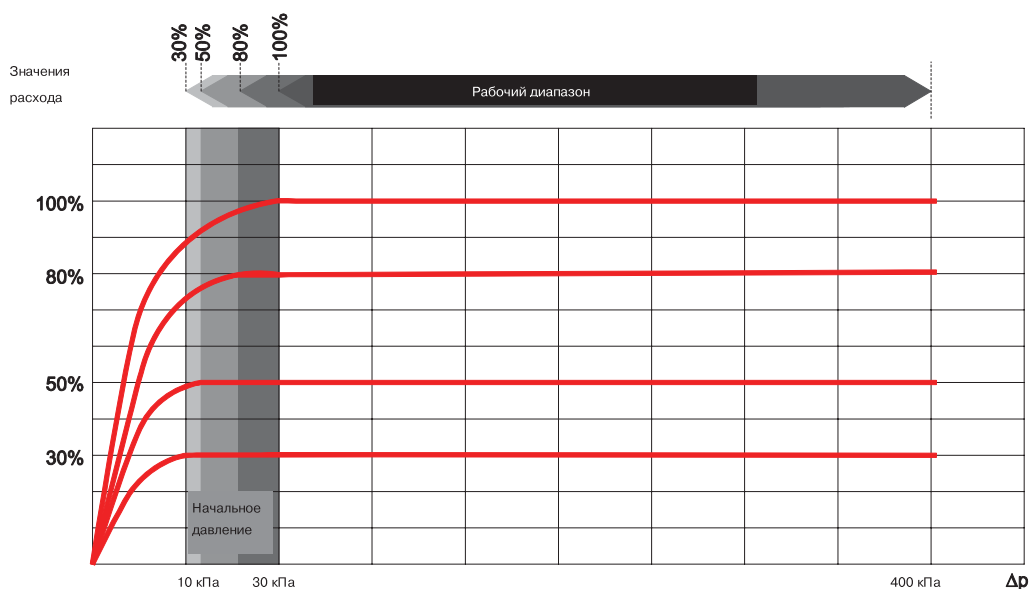 30%
50%
80%
100%
Значения
расхода
Рабочий диапазон
100%
80%
50%
30%
Начальное
давление
10 кПа
30 кПа
400 кПа
Δp